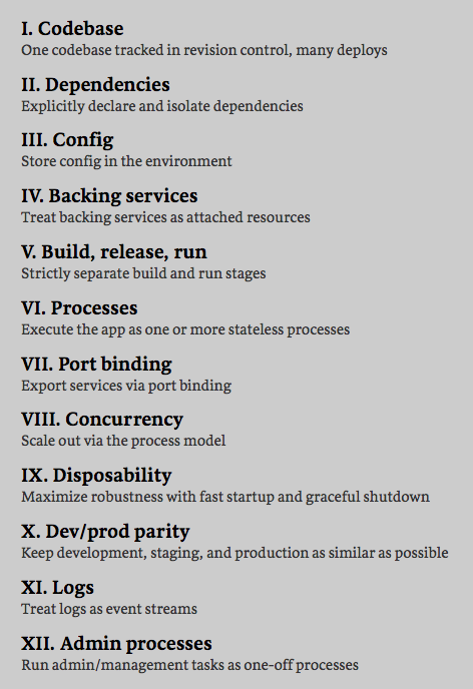 I. Codebase
One codebase tracked in revision control, many deploys
II. Dependencies
Explicitly declare and isolate dependencies
III. Config
Store config in the environment
IV. Backing services
Treat backing services as attached resources
V. Build, release, run
Strictly separate build and run stages
VI. Processes
Execute the app as one or more stateless processes
VII. Port binding
Export services via port binding
VIII. Concurrency
Scale out via the process model
IX. Disposability
Maximize robustness with fast startup and graceful shutdown
X. Dev/prod parity
Keep development, staging, and production as similar as possible
XI. Logs
Treat logs as event streams
XII. Admin processes
Run admin/management tasks as one-off processes